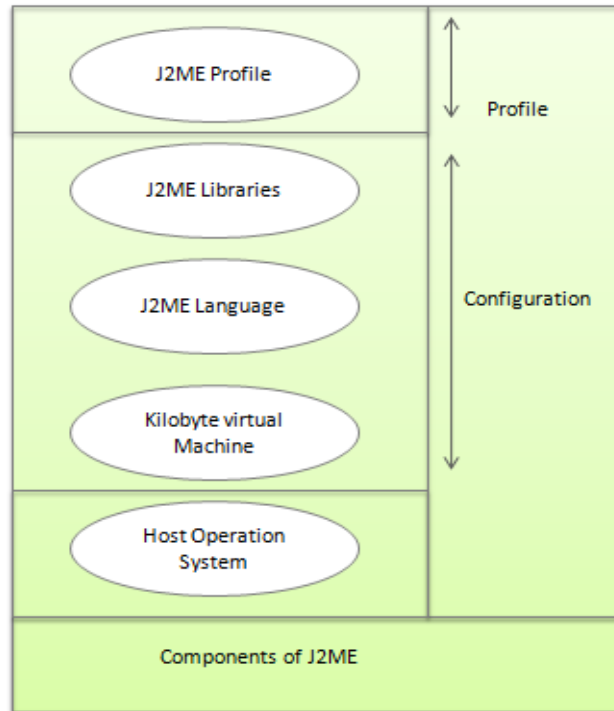 J2ME Profile
Profile
J2ME Libraries
J2ME Language
Configuration
Kilobyte virtual
Machine
Host Operation
System
Components of J2ME